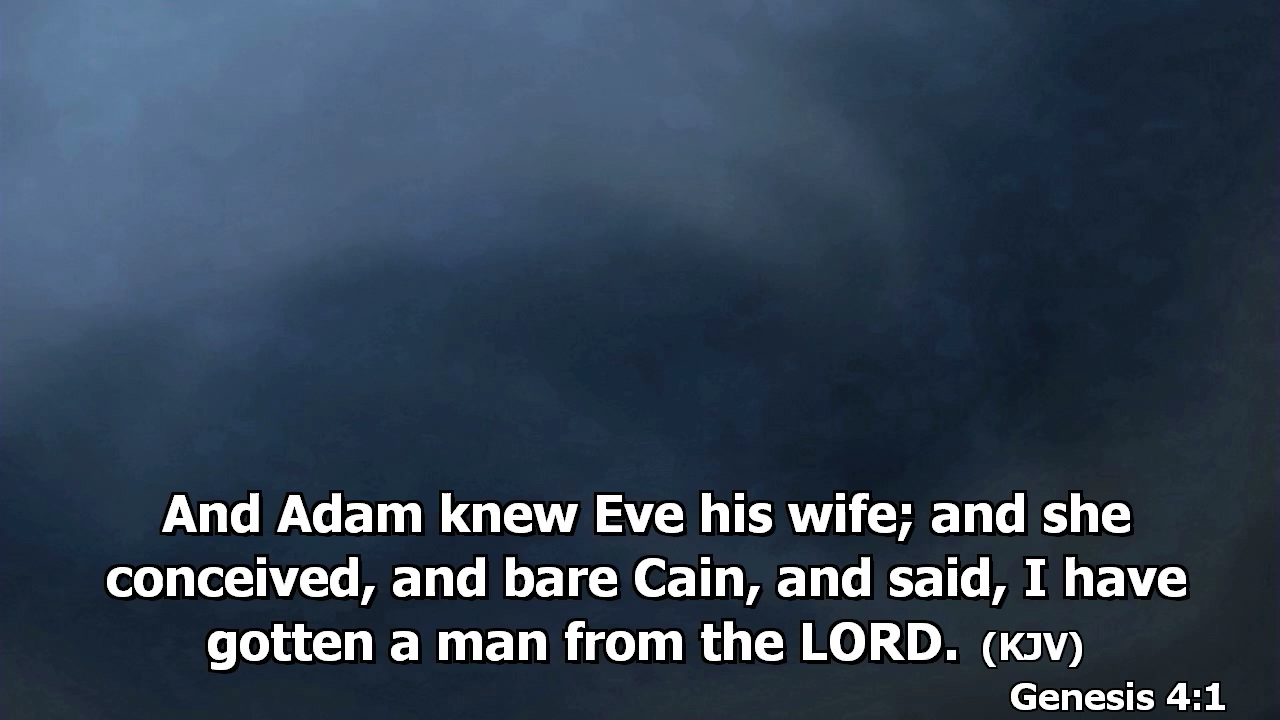 And Adam knew Eve his wife; and she
conceived, and bare Cain, and said, I have
gotten a man from the LORD. (KJV)
Genesis 4:1